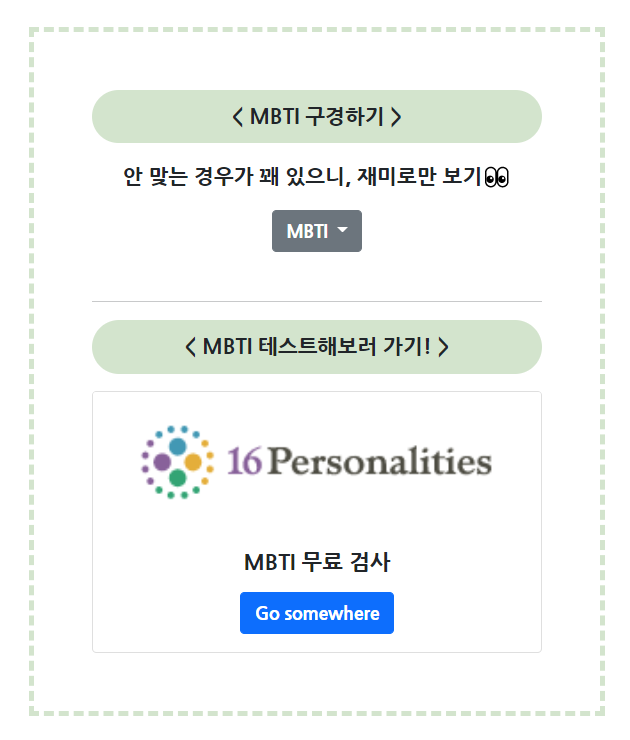 < MBTI 구경하기 >
안 맞는 경우가 꽤 있으니, 재미로만 보기👀
MBTI
< MBTI 테스트해보러 가기! >
16Personalities
MBTI 무료 검사
Go somewhere